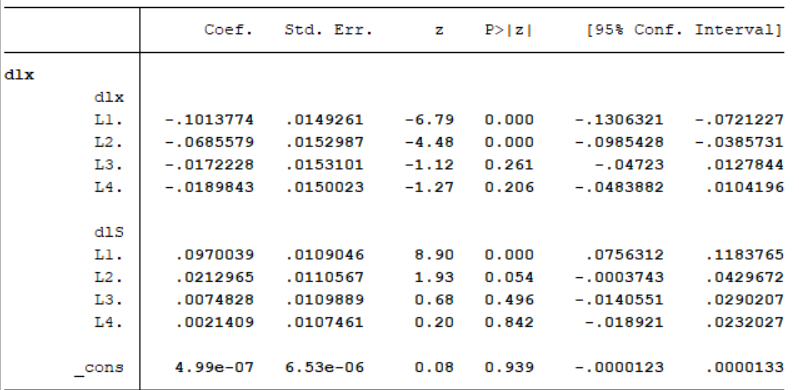 Coef. Std. Err. z P>|z| [95% Conf. Interval]
dlx
dlx
L1. -.1013774 .0149261 -6.79 0.000 -.1306321 -.0721227
L2. -.0685579 .0152987 -4.48 0.000 -.0985428 -.0385731
L3. -.0172228 .0153101 -1.12 0.261 -.04723 .0127844
L4. -.0189843 .0150023 -1.27 0.206 -.0483882 .0104196
dlS
L1. .0970039 .0109046 8.90 0.000 .0756312 .1183765
L2. .0212965 .0110567 1.93 0.054 -.0003743 .0429672
L3. .0074828 .0109889 0.68 0.496 -.0140551 .0290207
L4. .0021409 .0107461 0.20 0.842 -.018921 .0232027
_cons 4.99e-07 6.53e-06 0.08 0.939 -.0000123 .0000133